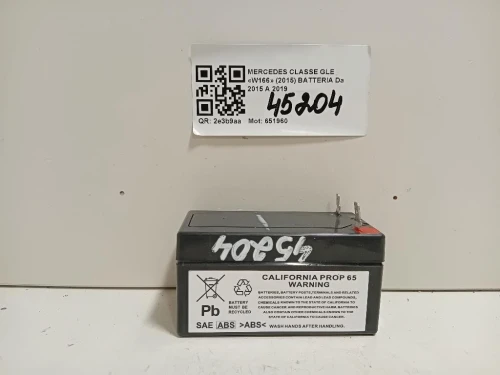 MERCEDES CLASSE GLE
«W166» (2015) BATTERIA Da
2015 A 2019
45204
QR: 2e3b9aa Mot: 651960
45204
CALIFORNIA PROP 65
WARNING
BATTERIES, BATTERY POSTS, TERMINALS AND RELATED
ACCESSORIES CONTAIN LEAD AND LEAD COMPOUNDS,
CHEMICALS KNOWN TO THE STATE OF CALIFORNIA TO
CAUSE CANCER AND REPRODUCTIVE HARM. BATTERIES
ALSO CONTAIN OTHER CHEMICALS KNOWN TO THE
STATE OF CALIFORNIA TO CAUSE CANCER.
WASH HANDS AFTER HANDLING.
Pb
BATTERY
MUST BE
RECYCLED
SAE ABS >ABS<